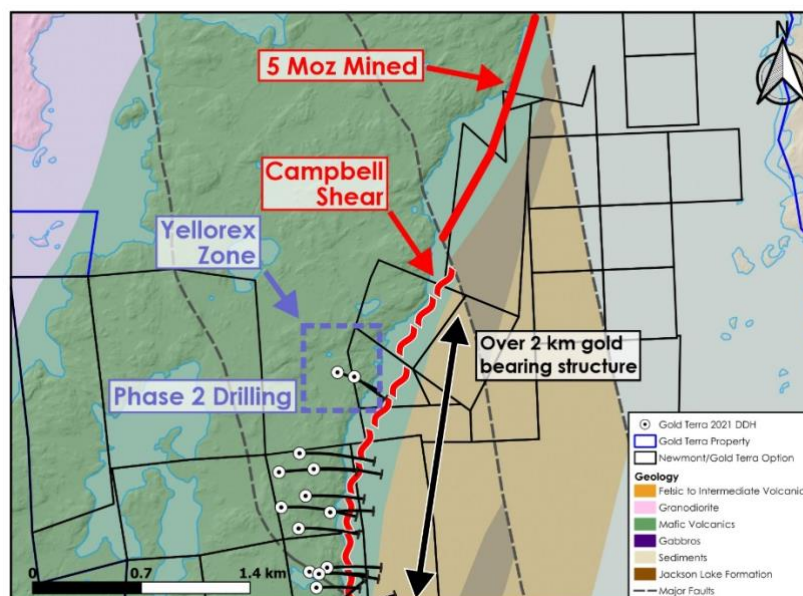 N
5 Moz Mined
Campbell
Shear
Yellorex
Zone
Over 2 km gold
bearing structure
Phase 2 Drilling
Gold Terra 2021 DDH
Gold Terra Property
Newmont/Gold Terra Option
Geology
Felsic to Intermediate Volcanic
Granodiorite
Mafic Volcanics
Gabbros
Sediments
Jackson Lake Formation
Major Faults
0 0.7 1.4 km